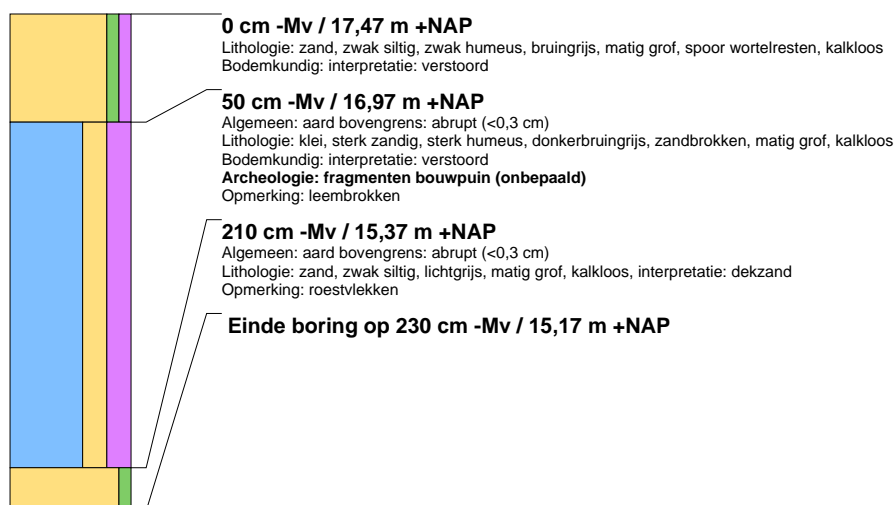 0 cm -Mv / 17,47 m +NAP
Lithologie: zand, zwak siltig, zwak humeus, bruingrijs, matig grof, spoor wortelresten, kalkloos
Bodemkundig: interpretatie: verstoord
50 cm -Mv / 16,97 m +NAP
Algemeen: aard bovengrens: abrupt (<0,3 cm)
Lithologie: klei, sterk zandig, sterk humeus, donkerbruingrijs, zandbrokken, matig grof, kalkloos
Bodemkundig: interpretatie: verstoord
Archeologie: fragmenten bouwpuin (onbepaald)
Opmerking: leembrokken
210 cm -Mv / 15,37 m +NAP
Algemeen: aard bovengrens: abrupt (<0,3 cm)
Lithologie: zand, zwak siltig, lichtgrijs, matig grof, kalkloos, interpretatie: dekzand
Opmerking: roestvlekken
Einde boring op 230 cm -Mv / 15,17 m +NAP